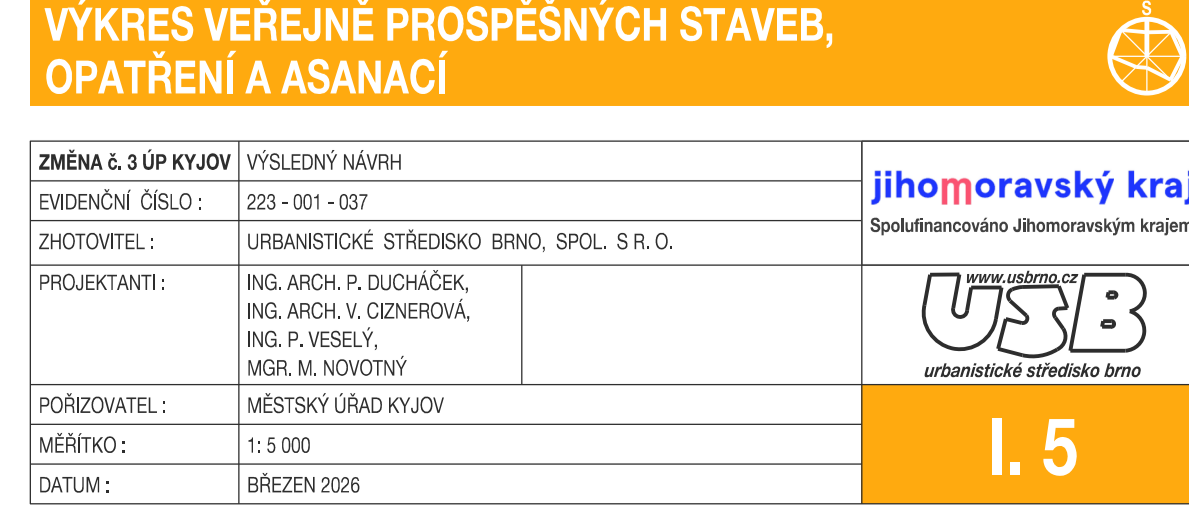 VÝKRES VEŘEJNĚ PROSPĚŠNÝCH STAVEB,
OPATŘENÍ A ASANACÍ
S
ZMĚNA č. 3 ÚP KYJOV VÝSLEDNÝ NÁVRH
EVIDENČNÍ ČÍSLO : 223 - 001 - 037
ZHOTOVITEL : URBANISTICKÉ STŘEDISKO BRNO, SPOL. S R. O.
PROJEKTANTI : ING. ARCH. P. DUCHÁČEK,
ING. ARCH. V. CIZNEROVÁ,
ING. P. VESELÝ,
MGR. M. NOVOTNÝ
POŘIZOVATEL : MĚSTSKÝ ÚŘAD KYJOV
MĚŘÍTKO : 1: 5 000
DATUM : BŘEZEN 2026
jihomoravský kraj
Spolufinancováno Jihomoravským krajem
www.usbrno.cz
USB
urbanistické středisko brno
I. 5